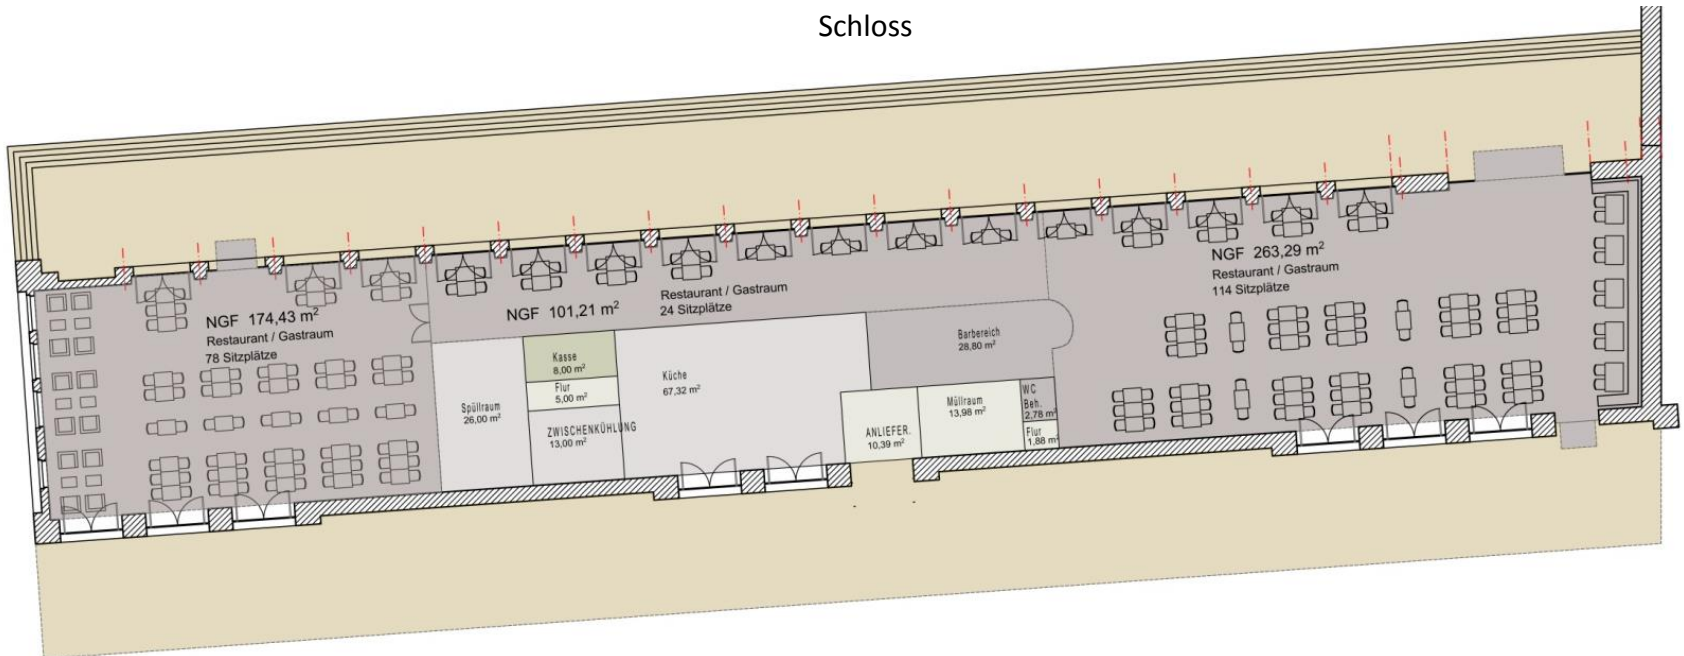 Schloss
NGF 174,43 m²
Restaurant / Gastraum
78 Sitzplätze
NGF 101,21 m²
Restaurant / Gastraum
24 Sitzplätze
NGF 263,29 m²
Restaurant / Gastraum
114 Sitzplätze
Spüllraum
26,00 m²
Kasse
8,00 m²
Flur
5,00 m²
ZWISCHENKÜHLUNG
13,00 m²
Küche
67,32 m²
Barbereich
28,80 m²
ANLIEFER.
10,39 m²
Müllraum
13,98 m²
WC
Beh.
2,78 m²
Flur
1,88 m²